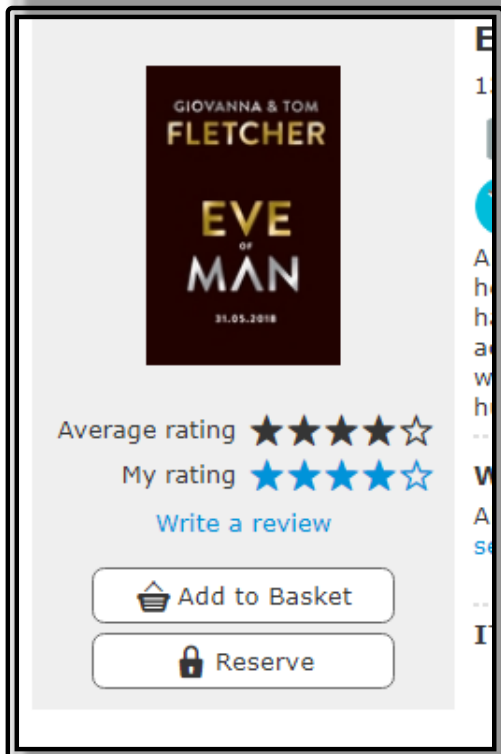 GIOVANNA & TOM
FLETCHER
EVE
OF
MAN
31.05.2018
Average rating
My rating
Write a review
Add to Basket
Reserve